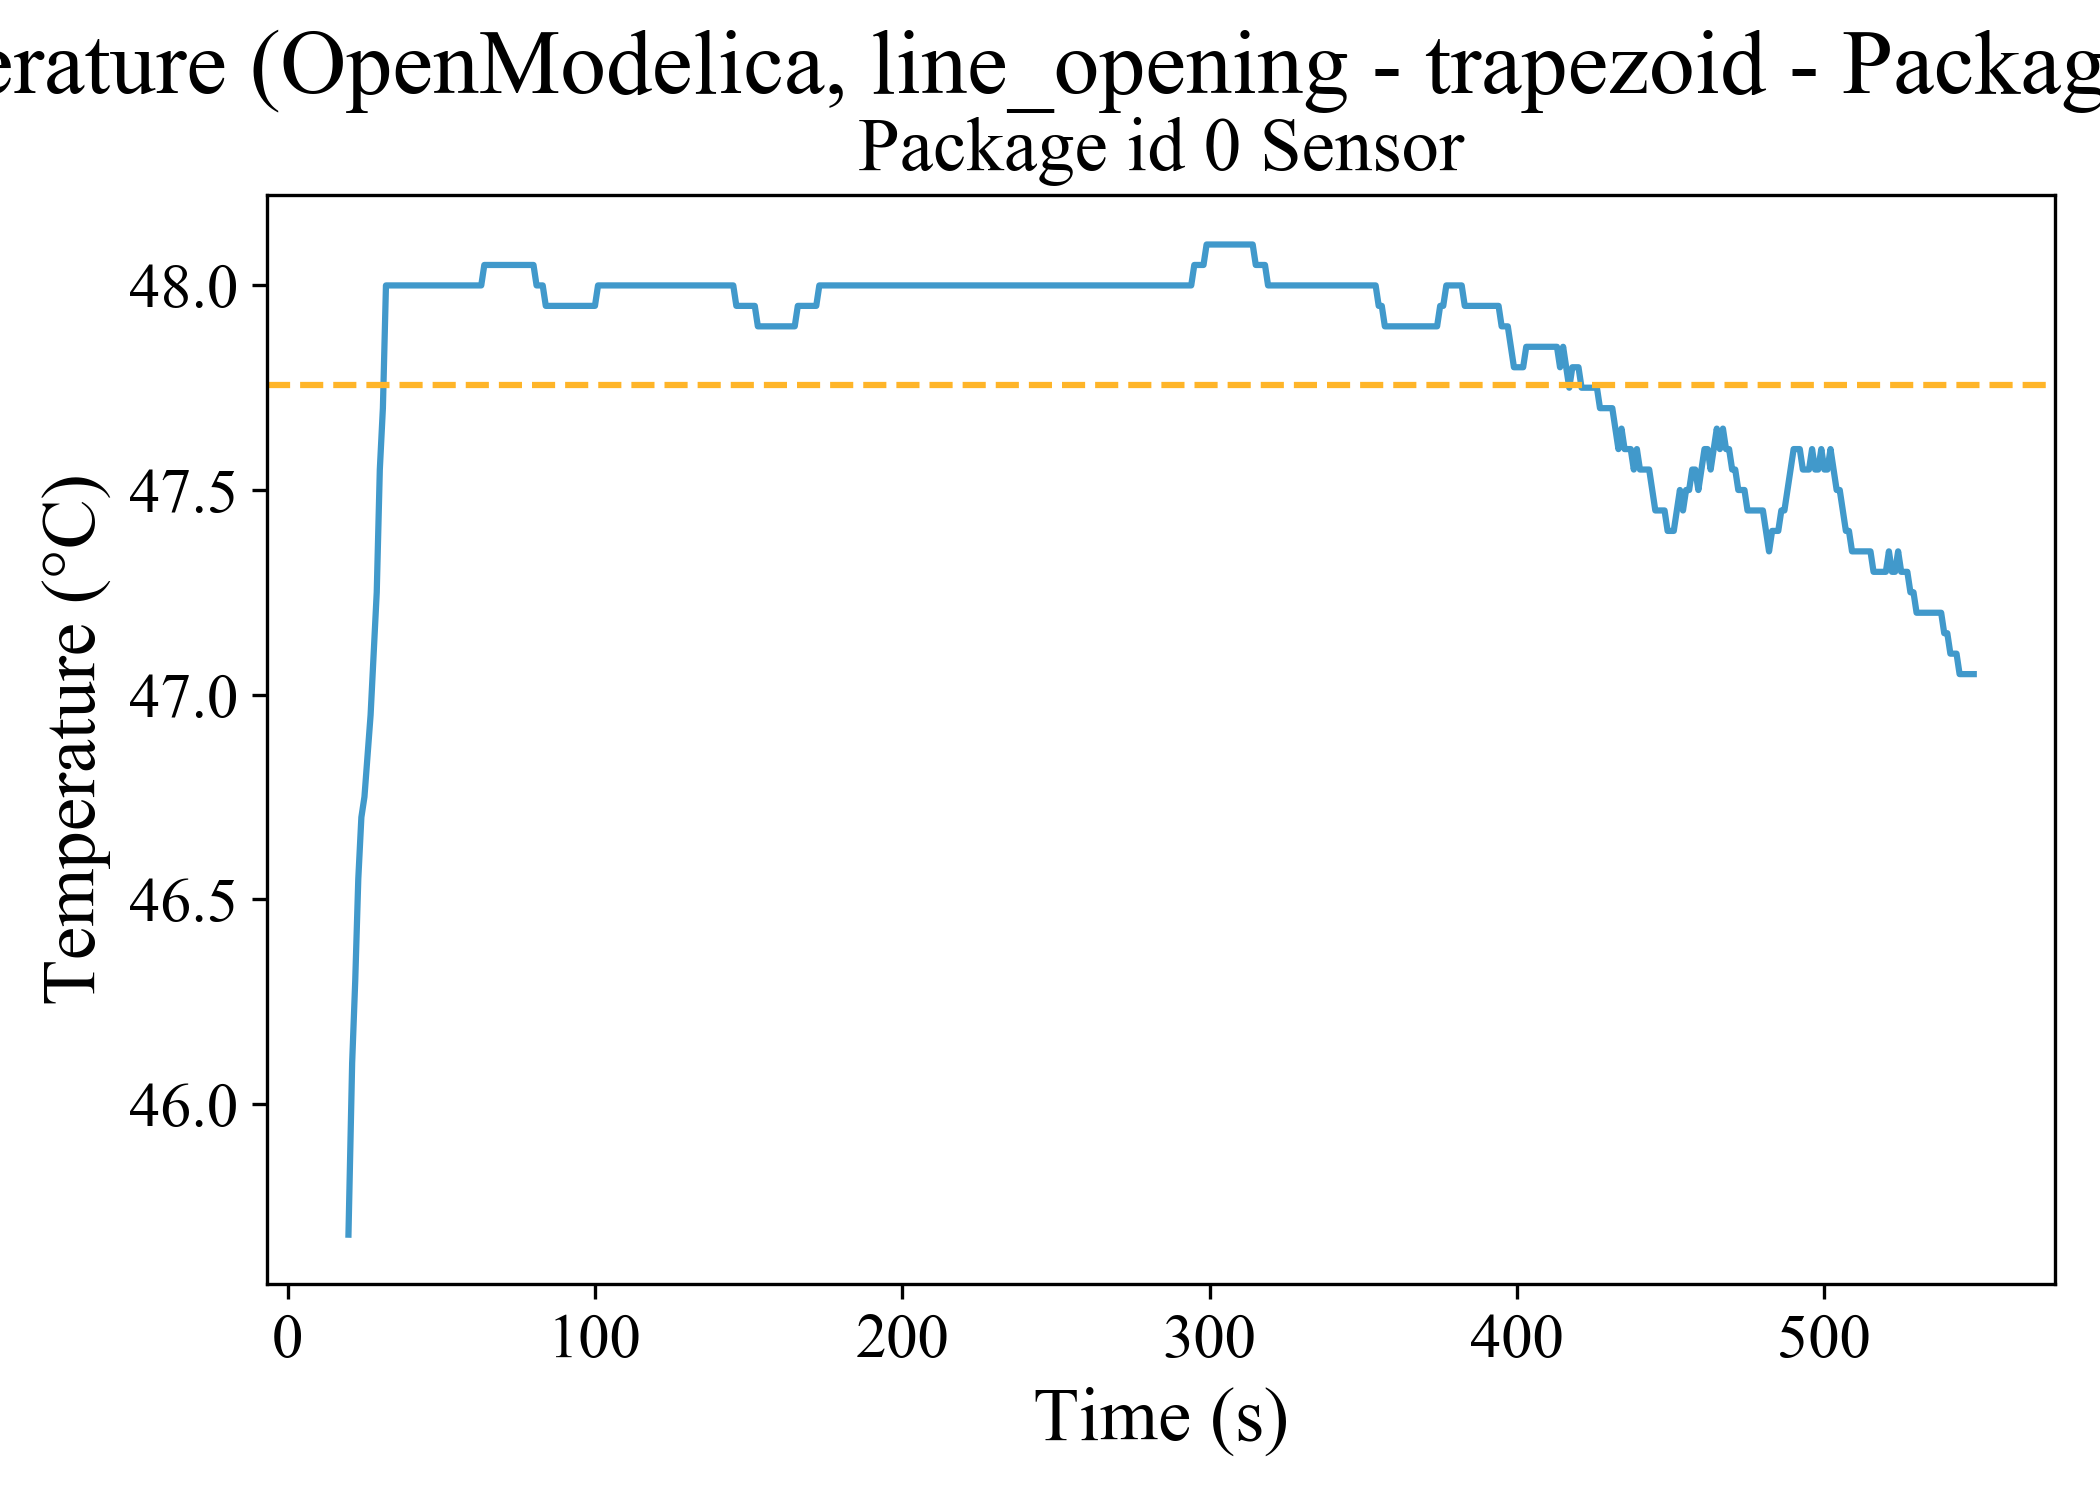 erature (OpenModelica, line_opening - trapezoid - Packag
Package id 0 Sensor
48.0
47.5
47.0
46.5
46.0
Temperature (°C)
0 100 200 300 400 500
Time (s)